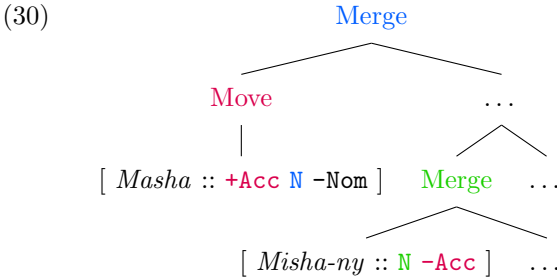 (30) Merge
Move ...
[ Masha :: +Acc N -Nom ] Merge ...
[ Misha-ny :: N -Acc ] ...